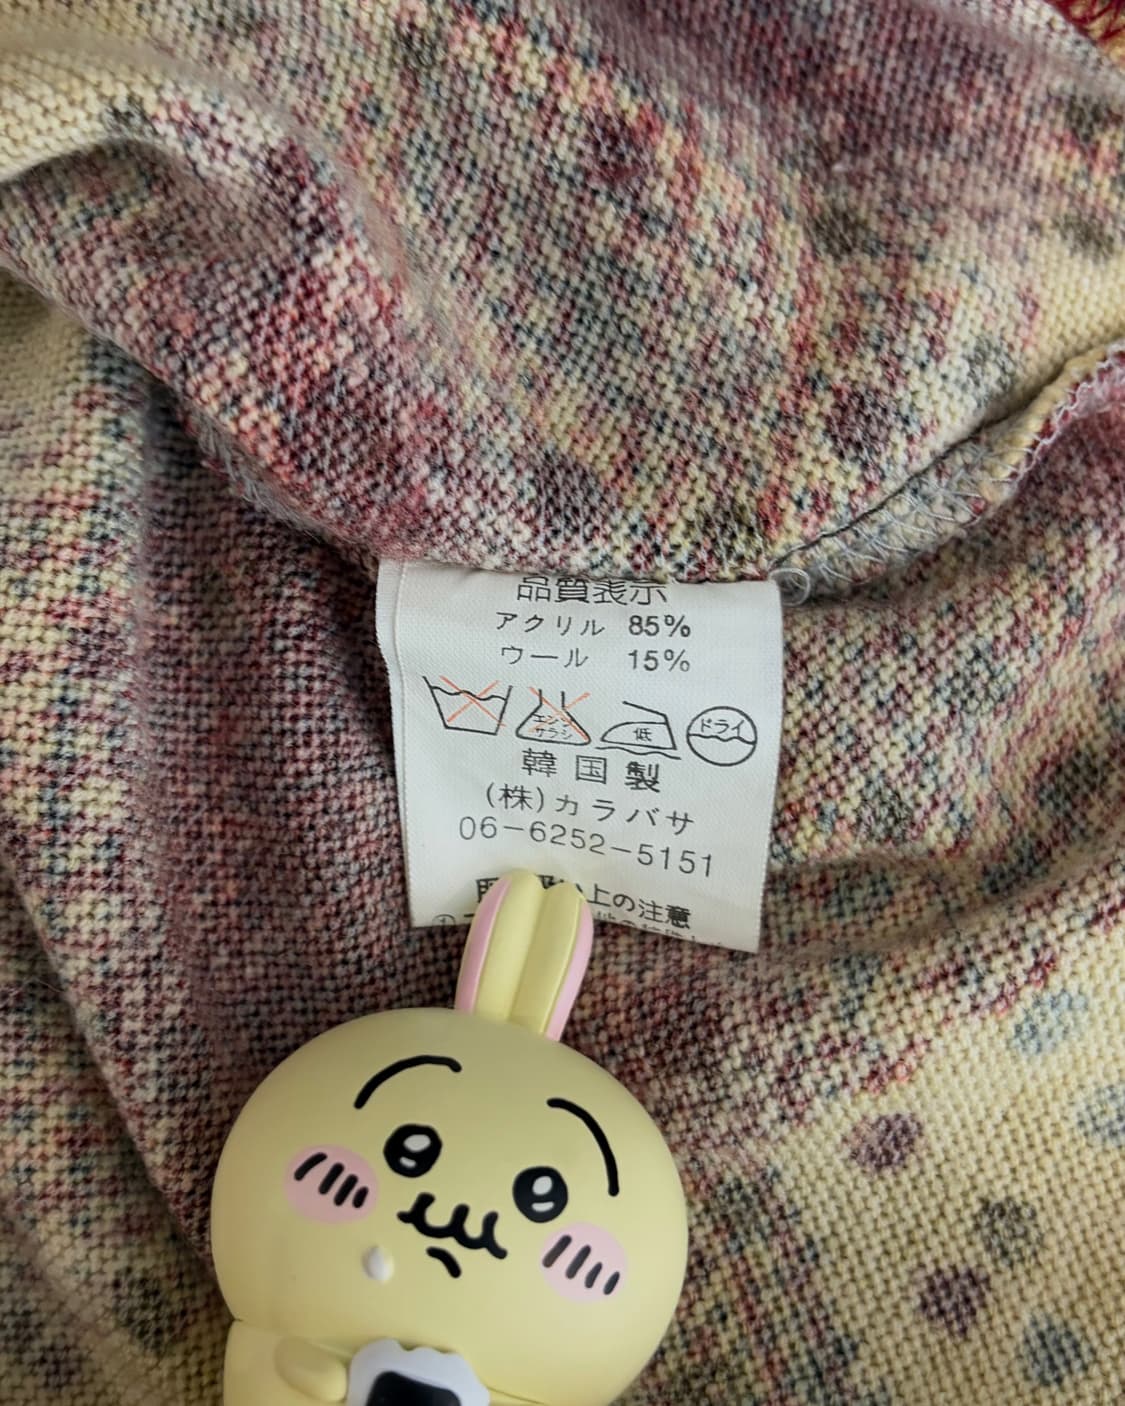 品質表示
アクリル 85%
ウール 15%
エンソ
サラシ
低
ドライ
韓国製
(株)カラバサ
06-6252-5151
上の注意